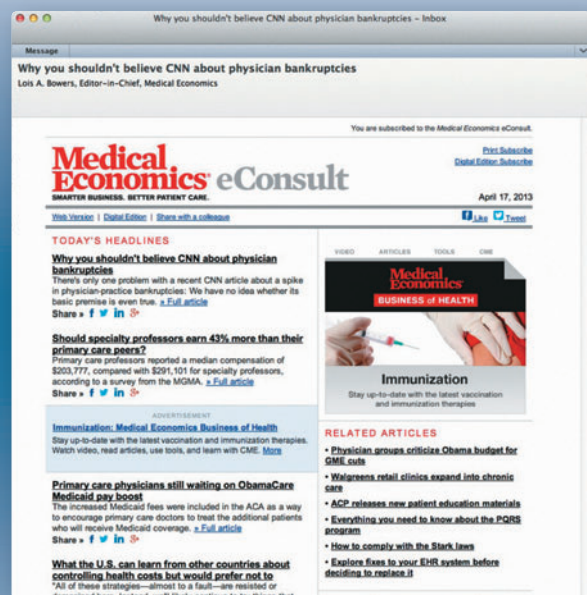 Why you shouldn't believe CNN about physician bankruptcies – Inbox
Message
Why you shouldn't believe CNN about physician bankruptcies
Lois A. Bowers, Editor-in-Chief, Medical Economics
You are subscribed to the Medical Economics eConsult.
Medical
Economics eConsult
SMARTER BUSINESS. BETTER PATIENT CARE.
Print Subscribe
Digital Edition Subscribe
April 17, 2013
Web Version | Digital Edition | Share with a colleague
Like Tweet
TODAY'S HEADLINES
Why you shouldn't believe CNN about physician
bankruptcies
There's only one problem with a recent CNN article about a spike
in physician-practice bankruptcies: We have no idea whether its
basic premise is even true. » Full article
Share »
Should specialty professors earn 43% more than their
primary care peers?
Primary care professors reported a median compensation of
$203,777, compared with $291,101 for specialty professors,
according to a survey from the MGMA. » Full article
Share »
ADVERTISEMENT
Immunization: Medical Economics Business of Health
Stay up-to-date with the latest vaccination and immunization therapies.
Watch video, read articles, use tools, and learn with CME. More
Primary care physicians still waiting on ObamaCare
Medicaid pay boost
The increased Medicaid fees were included in the ACA as a way
to encourage primary care doctors to treat the additional patients
who will receive Medicaid coverage. » Full article
Share »
What the U.S. can learn from other countries about
controlling health costs but would prefer not to
"All of these strategies—almost to a fault—are resisted or
VIDEO ARTICLES TOOLS CME
Medical
Economics
BUSINESS of HEALTH
Immunization
Stay up-to-date with the latest vaccination
and immunization therapies
RELATED ARTICLES
• Physician groups criticize Obama budget for
GME cuts
• Walgreens retail clinics expand into chronic
care
• ACP releases new patient education materials
• Everything you need to know about the PQRS
program
• How to comply with the Stark laws
• Explore fixes to your EHR system before
deciding to replace it